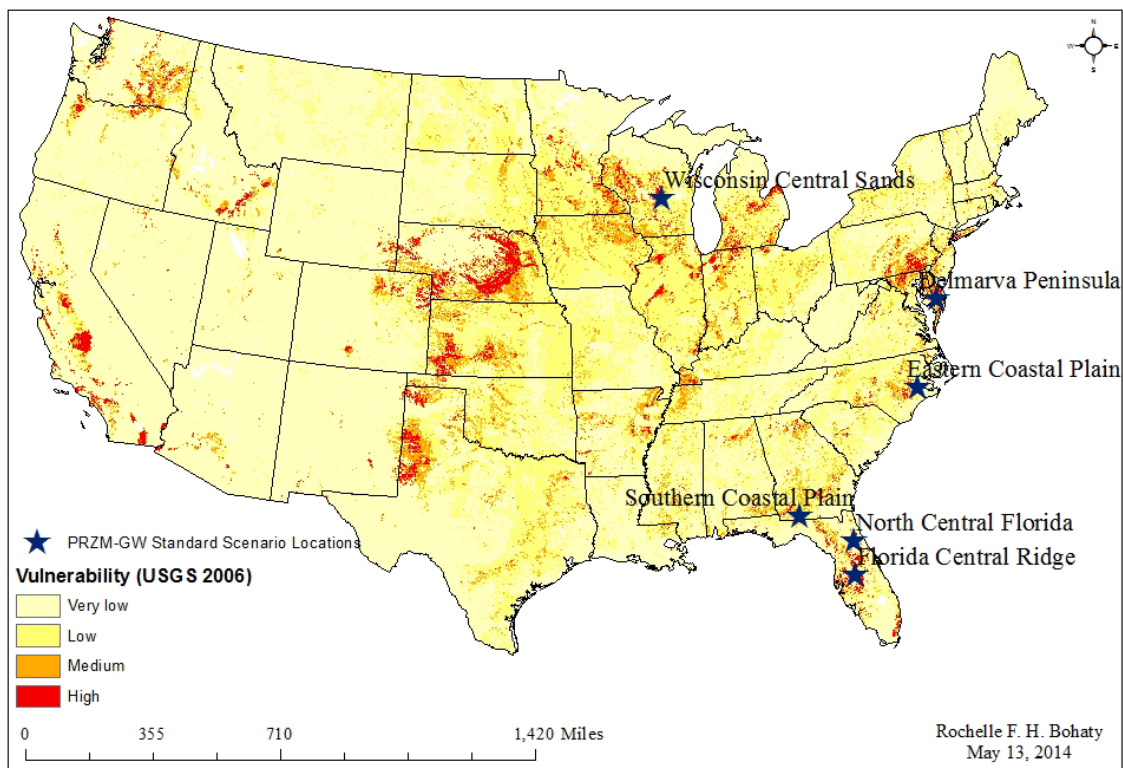 N
W E
S
Wisconsin Central Sands
Delmarva Peninsula
Eastern Coastal Plain
Southern Coastal Plain
North Central Florida
Florida Central Ridge
PRZM-GW Standard Scenario Locations
Vulnerability (USGS 2006)
Very low
Low
Medium
High
0 355 710 1,420 Miles
Rochelle F. H. Bohaty
May 13, 2014